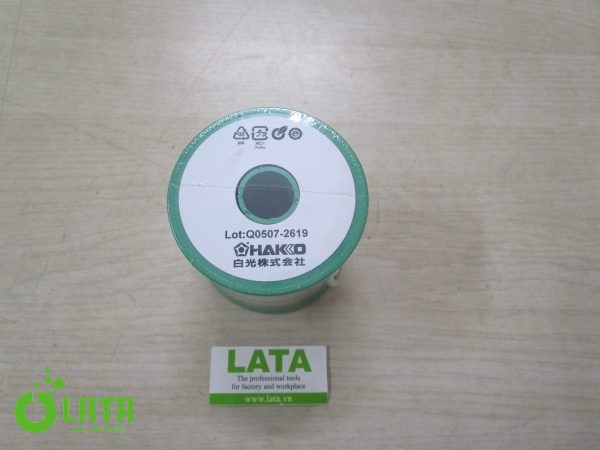 PP
Lot:Q0507-2619
HAKKO
白光株式会社
LATA
The professional tools
for factory and workplace
www.lata.vn
LATA